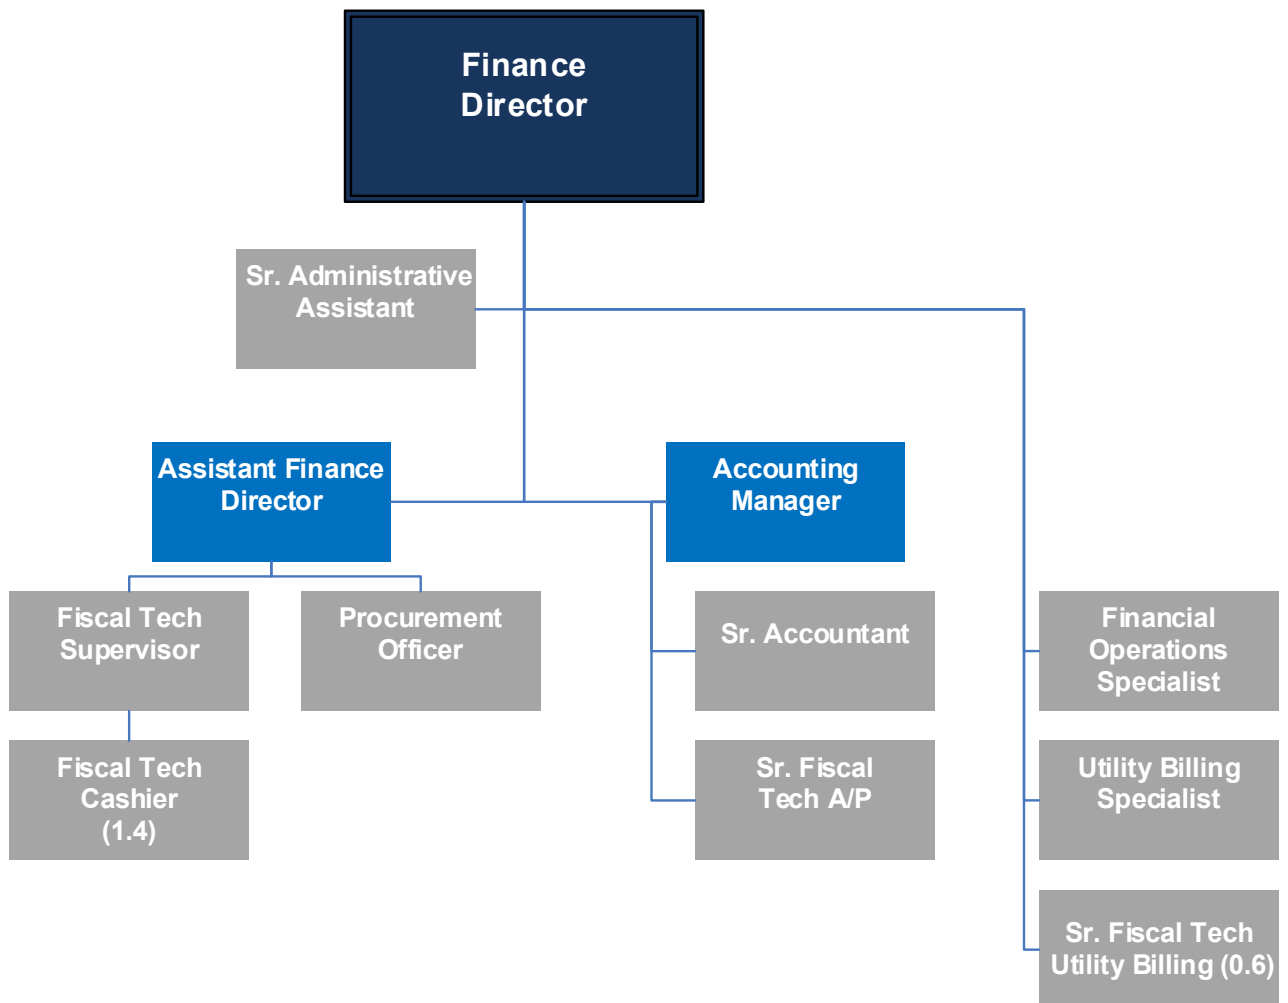 Finance
Director
Sr. Administrative
Assistant
Assistant Finance
Director
Accounting
Manager
Fiscal Tech
Supervisor
Procurement
Officer
Sr. Accountant
Financial
Operations
Specialist
Fiscal Tech
Cashier
(1.4)
Sr. Fiscal
Tech A/P
Utility Billing
Specialist
Sr. Fiscal Tech
Utility Billing (0.6)